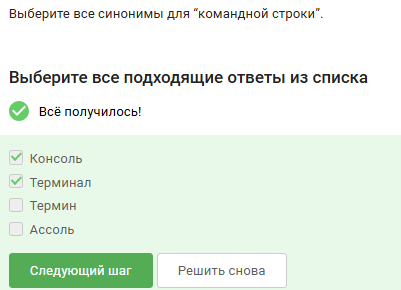 Выберите все синонимы для “командной строки”.
Выберите все подходящие ответы из списка
Всё получилось!
Консоль
Терминал
Термин
Ассоль
Следующий шаг
Решить снова